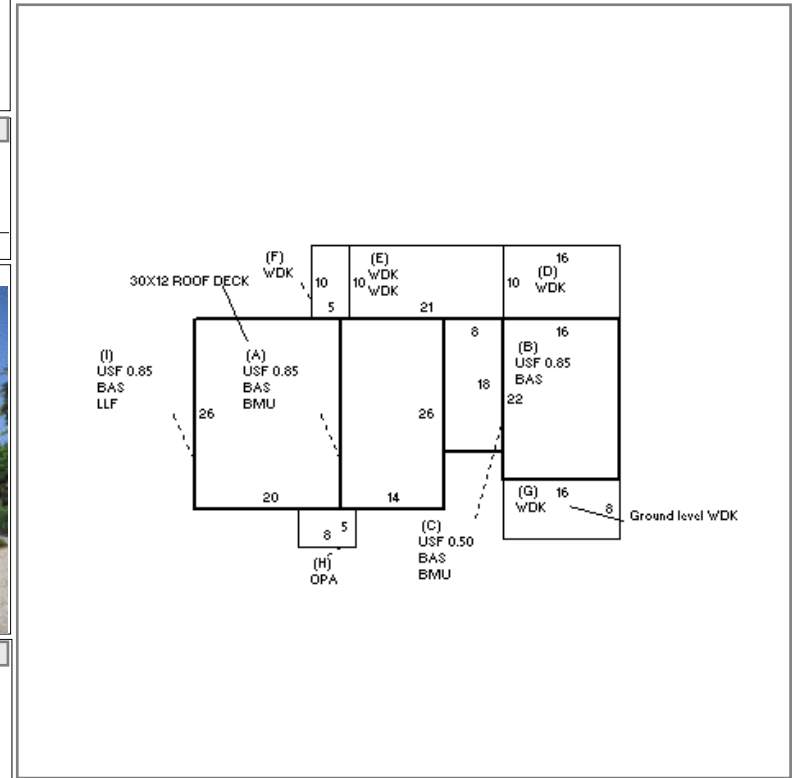 16
(F)
WDK
(E)
WDK
WDK
(D)
WDK
30X12 ROOF DECK
10
10
10
5
21
(I)
USF 0.85
BAS
LLF
(A)
USF 0.85
BAS
BMU
8
16
(B)
USF 0.85
BAS
18
22
26
26
20
14
(G)
WDK
16
8
Ground level WDK
8
5
(H)
OPA
(C)
USF 0.50
BAS
BMU